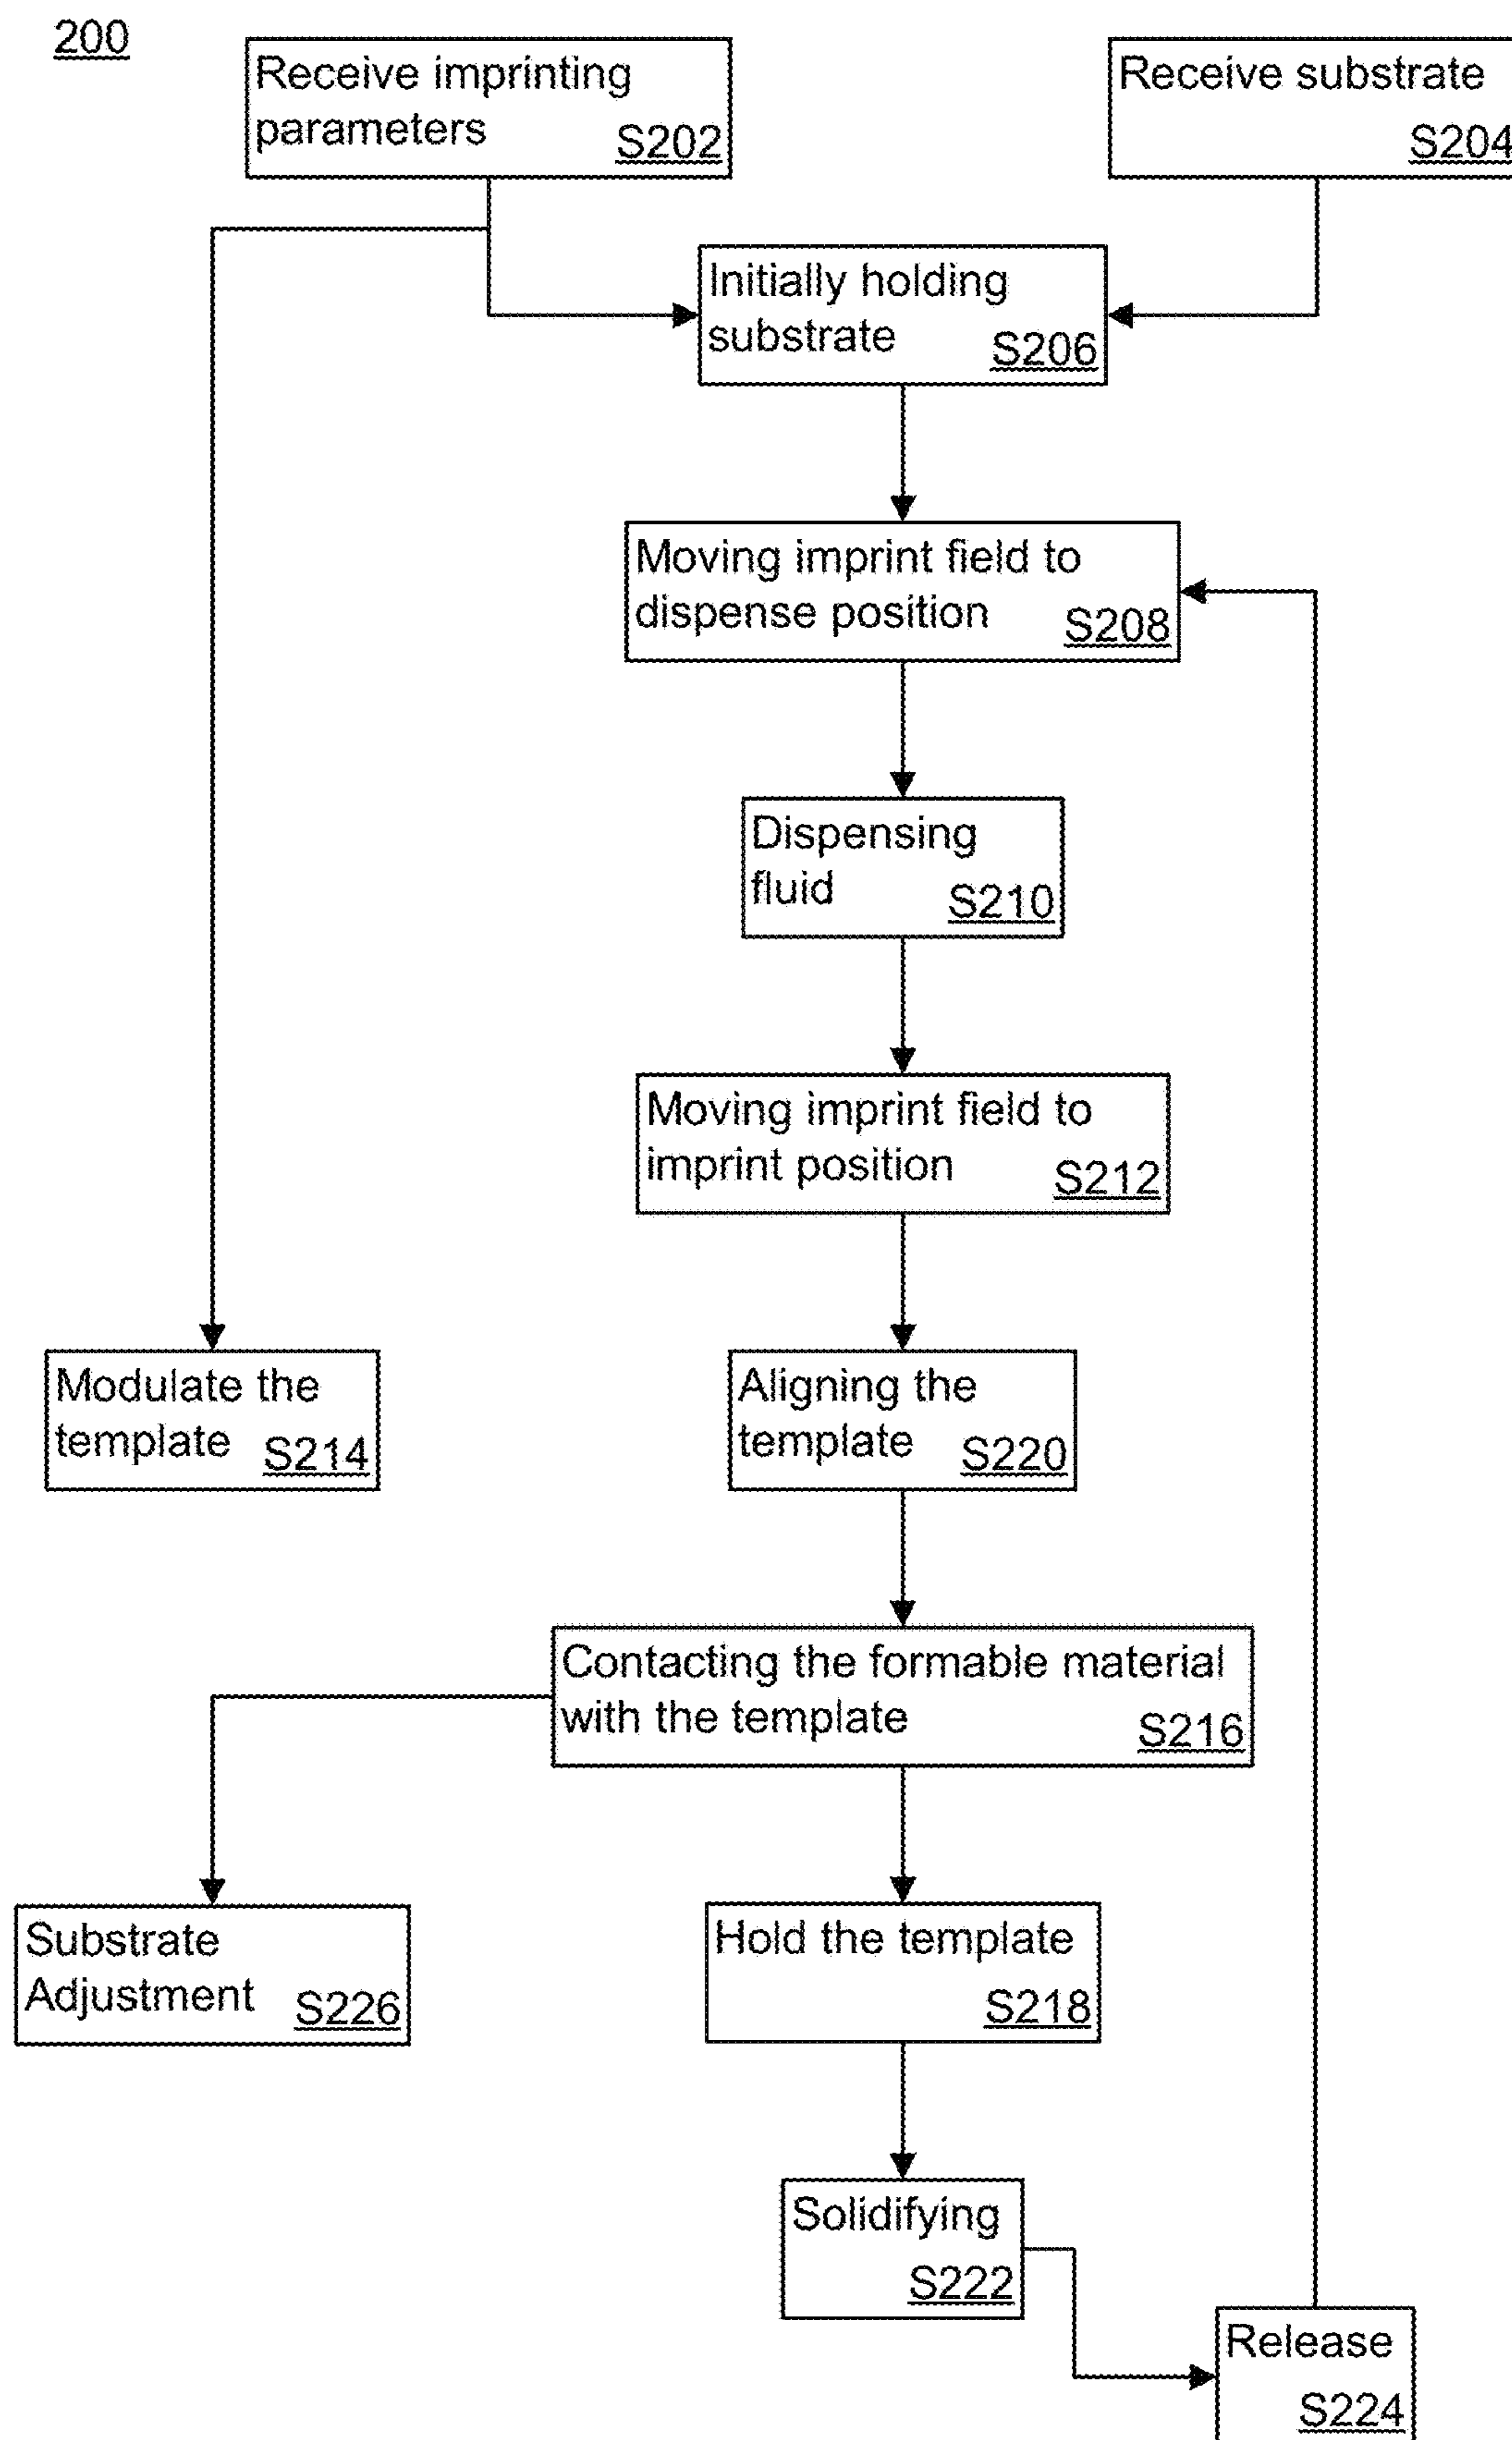 200
Receive imprinting
parameters S202
Receive substrate
S204
Initially holding
substrate S206
Moving imprint field to
dispense position S208
Dispensing
fluid S210
Moving imprint field to
imprint position S212
Modulate the
template S214
Aligning the
template S220
Contacting the formable material
with the template S216
Substrate
Adjustment S226
Hold the template
S218
Solidifying
S222
Release
S224